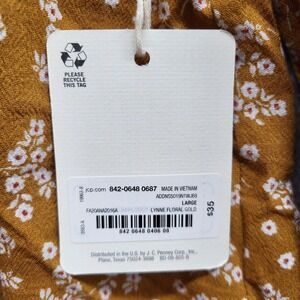 PLEASE
RECYCLE
THIS TAG
jcp.com 842-0648 0687 MADE IN VIETNAM
LARGE
LYNNE FLORAL GOLD
$35
842 0648 0406 08
Distributed in the U.S. by J. C. Penney Corp., Inc.
Plano, Texas